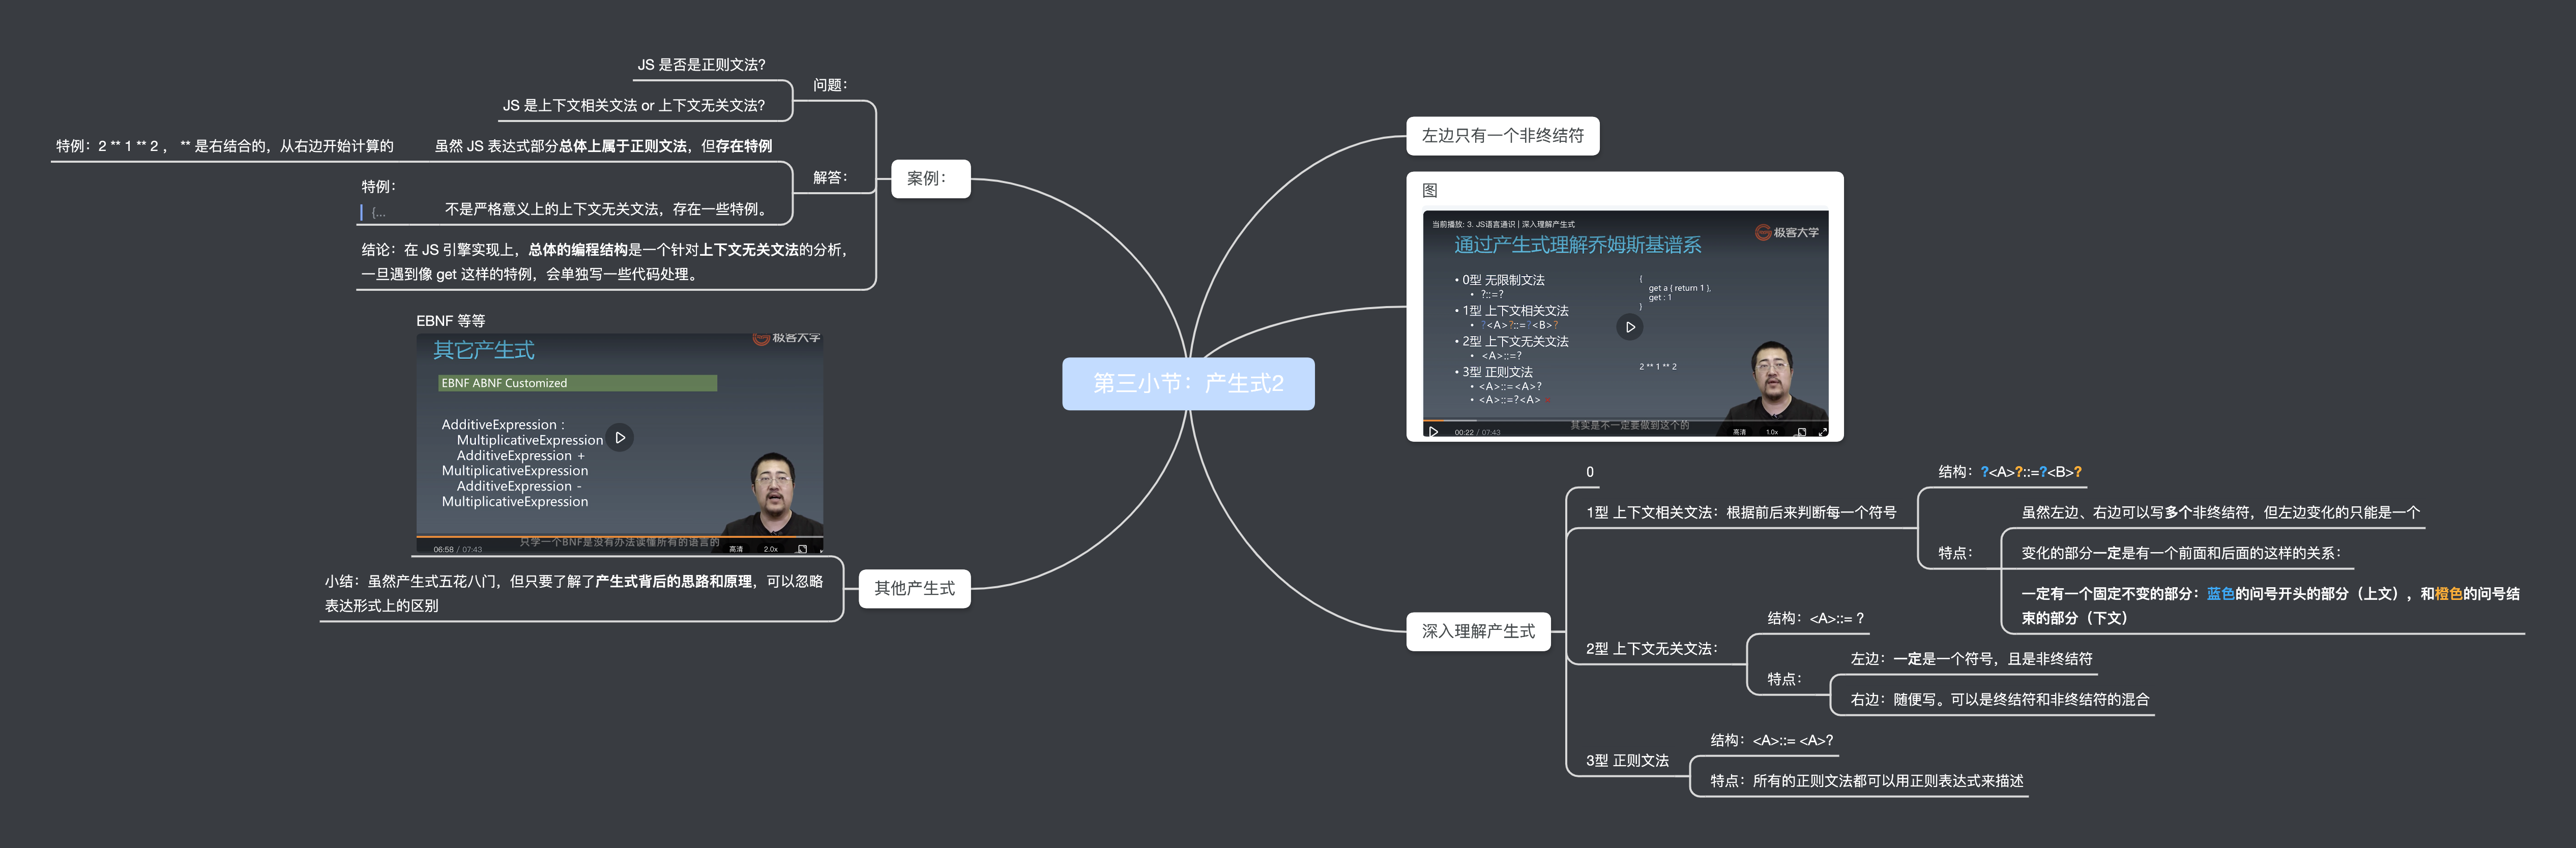 第三小节：产生式2
左边只有一个非终结符
图
当前播放: 3. JS语言通识 | 深入理解产生式
极客大学
通过产生式理解乔姆斯基谱系
• 0型 无限制文法
• ?::=?
• 1型 上下文相关文法
• ?<A>?::=?<B>?
• 2型 上下文无关文法
• <A>::=?
• 3型 正则文法
• <A>::=<A>?
• <A>::=?<A>
{
get a { return 1 },
get : 1
}
2 ** 1 ** 2
其实是不一定要做到这个的
00:22 / 07:43
高清
1.0x
深入理解产生式
0
1型 上下文相关文法：根据前后来判断每一个符号
结构：?<A>?::=?<B>?
特点：
虽然左边、右边可以写多个非终结符，但左边变化的只能是一个
变化的部分一定是有一个前面和后面的这样的关系：
一定有一个固定不变的部分：蓝色的问号开头的部分（上文），和橙色的问号结
束的部分（下文）
2型 上下文无关文法：
结构：<A>::= ?
特点：
左边：一定是一个符号，且是非终结符
右边：随便写。可以是终结符和非终结符的混合
3型 正则文法
结构：<A>::= <A>?
特点：所有的正则文法都可以用正则表达式来描述
案例：
问题：
JS 是否是正则文法？
JS 是上下文相关文法 or 上下文无关文法？
解答：
虽然 JS 表达式部分总体上属于正则文法，但存在特例
特例：2 ** 1 ** 2 ， ** 是右结合的，从右边开始计算的
不是严格意义上的上下文无关文法，存在一些特例。
特例：
{...
结论：在 JS 引擎实现上，总体的编程结构是一个针对上下文无关文法的分析，
一旦遇到像 get 这样的特例，会单独写一些代码处理。
其他产生式
EBNF 等等
极客大学
其它产生式
EBNF ABNF Customized
AdditiveExpression :
MultiplicativeExpression
AdditiveExpression +
MultiplicativeExpression
AdditiveExpression -
MultiplicativeExpression
只学一个BNF是没有办法读懂所有的语言的
06:58 / 07:43
高清
2.0x
小结：虽然产生式五花八门，但只要了解了产生式背后的思路和原理，可以忽略
表达形式上的区别